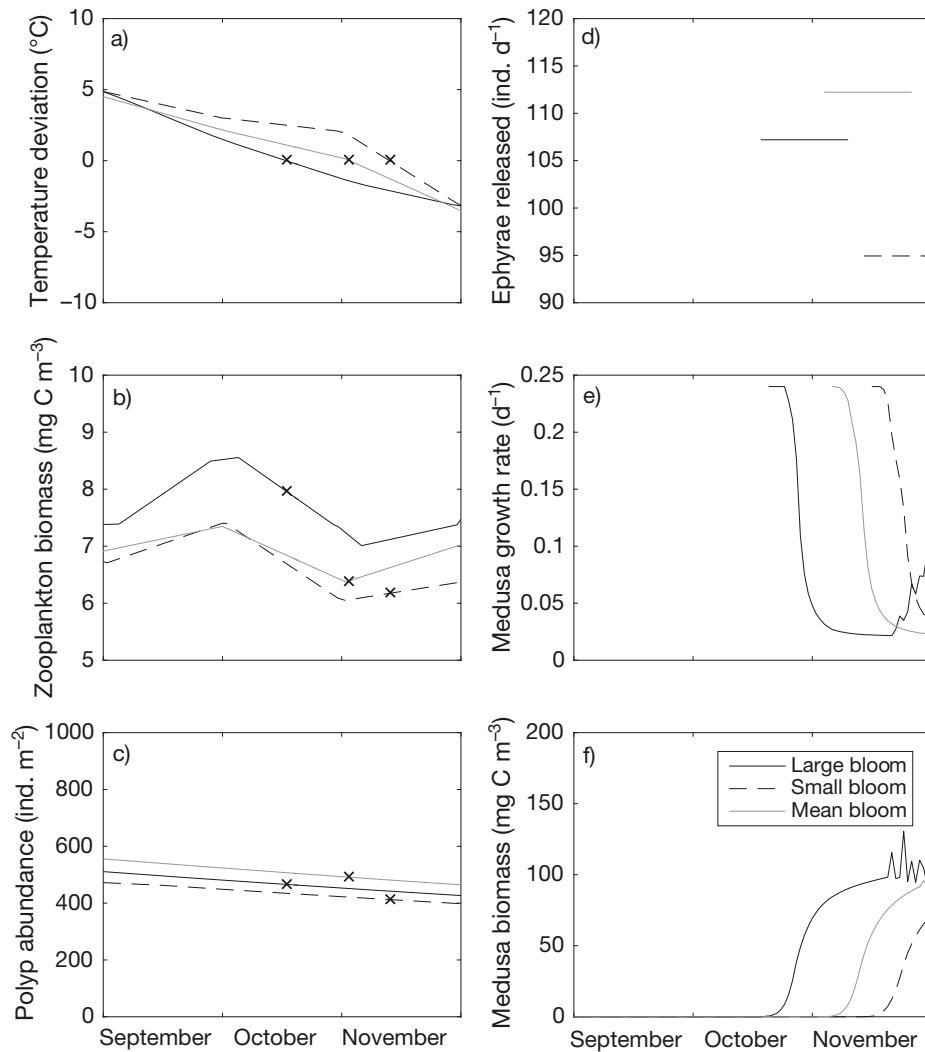 a)
Temperature deviation (°C)
10
5
0
−5
−10
d)
Ephyrae released (ind. d−1)
120
115
110
105
100
95
90
b)
Zooplankton biomass (mg C m−3)
10
9
8
7
6
5
e)
Medusa growth rate (d−1)
0.25
0.2
0.15
0.1
0.05
0
c)
Polyp abundance (ind. m−2)
1000
800
600
400
200
0
September October November
f)
Medusa biomass (mg C m−3)
200
150
100
50
0
Large bloom
Small bloom
Mean bloom
September October November